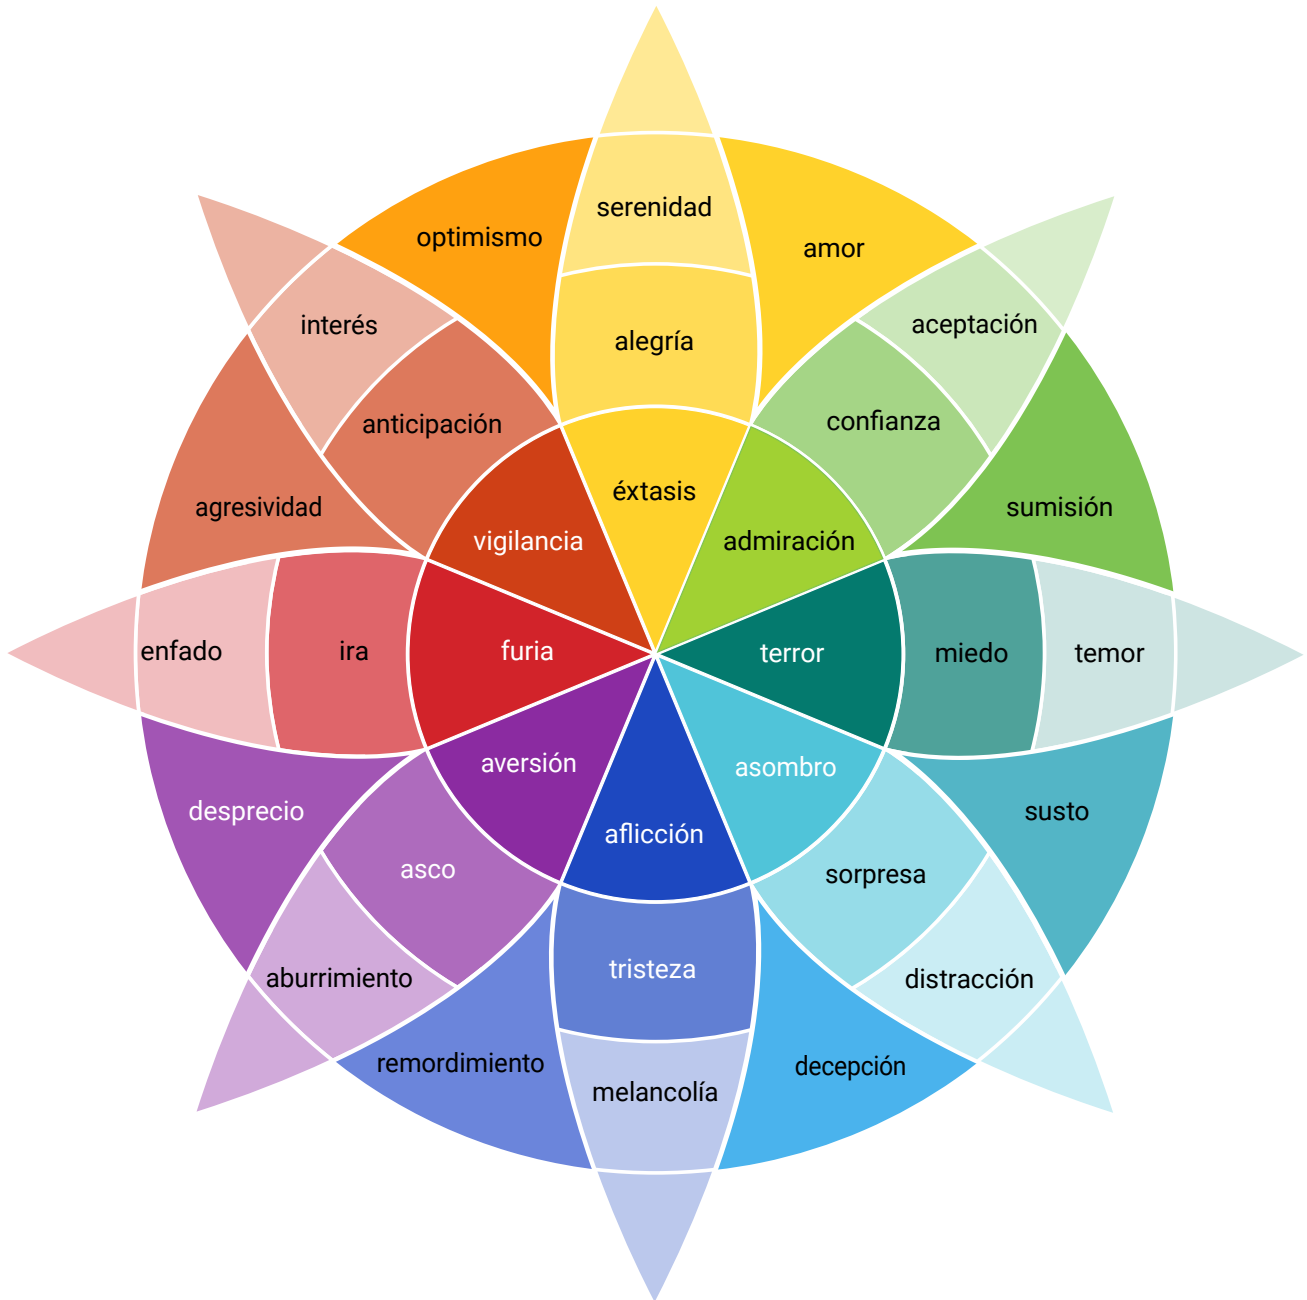 serenidad
optimismo
amor
interés
aceptación
alegría
anticipación
confianza
éxtasis
agresividad
sumisión
vigilancia
admiración
enfado
ira
furia
terror
miedo
temor
aversión
asombro
desprecio
susto
aflicción
asco
sorpresa
tristeza
aburrimiento
distracción
remordimiento
decepción
melancolía